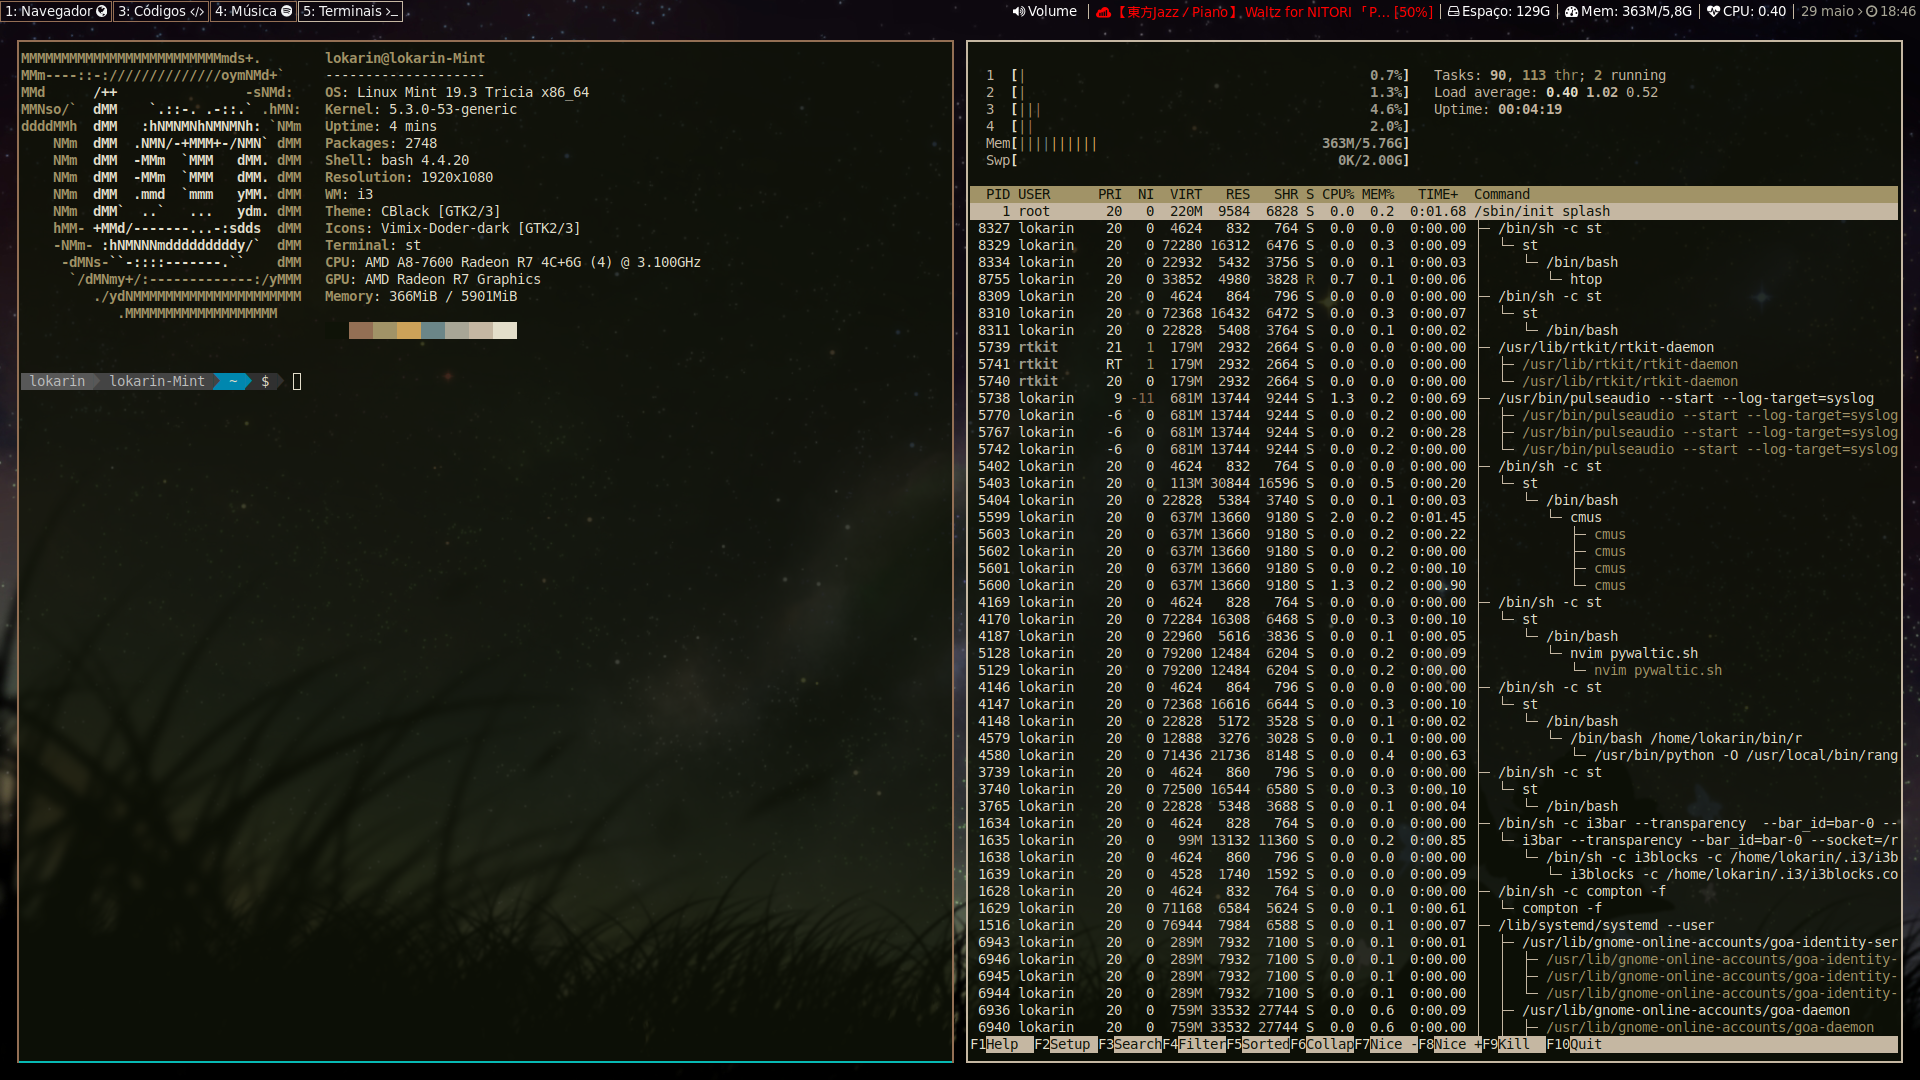 1: Navegador 3: Códigos 4: Música 5: Terminais
Volume | 【東方Jazz / Piano】 Waltz for NITORI 「P... [50%] | Espaço: 129G | Mem: 363M/5,8G | CPU: 0.40 | 29 maio > 18:46
MMMMMMMMMMMMMMMMMMMMMMMMMmds+.
MMm----::-://////////////oymNMd+`
MMd      /++                -sNMd:
MMNso/`  dMM    `.::-. .-::.` .hMN:
ddddMMh  dMM   :hNMNMNhNMNMNh: `NMm
NMm  dMM  .NMN/-+MMM+-/NMN` dMM
NMm  dMM  -MMm  `MMM   dMM. dMM
NMm  dMM  -MMm  `MMM   dMM. dMM
NMm  dMM  .mmd  `mmm   yMM. dMM
NMm  dMM`  ..`   ...   ydm. dMM
hMM- +MMd/-------...-:sdds  dMM
-NMm- :hNMNNNmdddddddddy/`  dMM
-dMNs-``-::::-------.``    dMM
`/dMNmy+/:-------------:/yMMM
./ydNMMMMMMMMMMMMMMMMMMMMM
.MMMMMMMMMMMMMMMMMMM
lokarin@lokarin-Mint
--------------------
OS: Linux Mint 19.3 Tricia x86_64
Kernel: 5.3.0-53-generic
Uptime: 4 mins
Packages: 2748
Shell: bash 4.4.20
Resolution: 1920x1080
WM: i3
Theme: CBlack [GTK2/3]
Icons: Vimix-Doder-dark [GTK2/3]
Terminal: st
CPU: AMD A8-7600 Radeon R7 4C+6G (4) @ 3.100GHz
GPU: AMD Radeon R7 Graphics
Memory: 366MiB / 5901MiB
lokarin lokarin-Mint ~ $
1 [| 0.7%] Tasks: 90, 113 thr; 2 running
2 [| 1.3%] Load average: 0.40 1.02 0.52
3 [||| 4.6%] Uptime: 00:04:19
4 [|| 2.0%]
Mem[|||||||||| 363M/5.76G]
Swp[ 0K/2.00G]
PID USER PRI NI VIRT RES SHR S CPU% MEM% TIME+ Command
1 root 20 0 220M 9584 6828 S 0.0 0.2 0:01.68 /sbin/init splash
8327 lokarin 20 0 4624 832 764 S 0.0 0.0 0:00.00 ├─ /bin/sh -c st
8329 lokarin 20 0 72280 16312 6476 S 0.0 0.3 0:00.09 │ └─ st
8334 lokarin 20 0 22932 5432 3756 S 0.0 0.1 0:00.03 │ └─ /bin/bash
8755 lokarin 20 0 33852 4980 3828 R 0.7 0.1 0:00.06 │ └─ htop
8309 lokarin 20 0 4624 864 796 S 0.0 0.0 0:00.00 ├─ /bin/sh -c st
8310 lokarin 20 0 72368 16432 6472 S 0.0 0.3 0:00.07 │ └─ st
8311 lokarin 20 0 22828 5408 3764 S 0.0 0.1 0:00.02 │ └─ /bin/bash
5739 rtkit 21 1 179M 2932 2664 S 0.0 0.0 0:00.00 ├─ /usr/lib/rtkit/rtkit-daemon
5741 rtkit RT 1 179M 2932 2664 S 0.0 0.0 0:00.00 │ ├─ /usr/lib/rtkit/rtkit-daemon
5740 rtkit 20 0 179M 2932 2664 S 0.0 0.0 0:00.00 │ └─ /usr/lib/rtkit/rtkit-daemon
5738 lokarin 9 -11 681M 13744 9244 S 1.3 0.2 0:00.69 ├─ /usr/bin/pulseaudio --start --log-target=syslog
5770 lokarin -6 0 681M 13744 9244 S 0.0 0.2 0:00.00 │ ├─ /usr/bin/pulseaudio --start --log-target=syslog
5767 lokarin -6 0 681M 13744 9244 S 0.0 0.2 0:00.28 │ ├─ /usr/bin/pulseaudio --start --log-target=syslog
5742 lokarin -6 0 681M 13744 9244 S 0.0 0.2 0:00.00 │ └─ /usr/bin/pulseaudio --start --log-target=syslog
5402 lokarin 20 0 4624 832 764 S 0.0 0.0 0:00.00 ├─ /bin/sh -c st
5403 lokarin 20 0 113M 30844 16596 S 0.0 0.5 0:00.20 │ └─ st
5404 lokarin 20 0 22828 5384 3740 S 0.0 0.1 0:00.03 │ └─ /bin/bash
5599 lokarin 20 0 637M 13660 9180 S 2.0 0.2 0:01.45 │ └─ cmus
5603 lokarin 20 0 637M 13660 9180 S 0.0 0.2 0:00.22 │ ├─ cmus
5602 lokarin 20 0 637M 13660 9180 S 0.0 0.2 0:00.00 │ ├─ cmus
5601 lokarin 20 0 637M 13660 9180 S 0.0 0.2 0:00.10 │ ├─ cmus
5600 lokarin 20 0 637M 13660 9180 S 1.3 0.2 0:00.90 │ └─ cmus
4169 lokarin 20 0 4624 828 764 S 0.0 0.0 0:00.00 ├─ /bin/sh -c st
4170 lokarin 20 0 72284 16308 6468 S 0.0 0.3 0:00.10 │ └─ st
4187 lokarin 20 0 22960 5616 3836 S 0.0 0.1 0:00.05 │ └─ /bin/bash
5128 lokarin 20 0 79200 12484 6204 S 0.0 0.2 0:00.09 │ └─ nvim pywaltic.sh
5129 lokarin 20 0 79200 12484 6204 S 0.0 0.2 0:00.00 │ └─ nvim pywaltic.sh
4146 lokarin 20 0 4624 864 796 S 0.0 0.0 0:00.00 ├─ /bin/sh -c st
4147 lokarin 20 0 72368 16616 6644 S 0.0 0.3 0:00.10 │ └─ st
4148 lokarin 20 0 22828 5172 3528 S 0.0 0.1 0:00.02 │ └─ /bin/bash
4579 lokarin 20 0 12888 3276 3028 S 0.0 0.1 0:00.00 │ └─ /bin/bash /home/lokarin/bin/r
4580 lokarin 20 0 71436 21736 8148 S 0.0 0.4 0:00.63 │ └─ /usr/bin/python -O /usr/local/bin/rang
3739 lokarin 20 0 4624 860 796 S 0.0 0.0 0:00.00 ├─ /bin/sh -c st
3740 lokarin 20 0 72500 16544 6580 S 0.0 0.3 0:00.10 │ └─ st
3765 lokarin 20 0 22828 5348 3688 S 0.0 0.1 0:00.04 │ └─ /bin/bash
1634 lokarin 20 0 4624 828 764 S 0.0 0.0 0:00.00 ├─ /bin/sh -c i3bar --transparency  --bar_id=bar-0 --
1635 lokarin 20 0 99M 13132 11360 S 0.0 0.2 0:00.85 │ └─ i3bar --transparency --bar_id=bar-0 --socket=/r
1638 lokarin 20 0 4624 860 796 S 0.0 0.0 0:00.00 │ └─ /bin/sh -c i3blocks -c /home/lokarin/.i3/i3b
1639 lokarin 20 0 4528 1740 1592 S 0.0 0.0 0:00.09 │ └─ i3blocks -c /home/lokarin/.i3/i3blocks.co
1628 lokarin 20 0 4624 832 764 S 0.0 0.0 0:00.00 ├─ /bin/sh -c compton -f
1629 lokarin 20 0 71168 6584 5624 S 0.0 0.1 0:00.61 │ └─ compton -f
1516 lokarin 20 0 76944 7984 6588 S 0.0 0.1 0:00.07 ├─ /lib/systemd/systemd --user
6943 lokarin 20 0 289M 7932 7100 S 0.0 0.1 0:00.01 │ ├─ /usr/lib/gnome-online-accounts/goa-identity-ser
6946 lokarin 20 0 289M 7932 7100 S 0.0 0.1 0:00.00 │ │ ├─ /usr/lib/gnome-online-accounts/goa-identity-
6945 lokarin 20 0 289M 7932 7100 S 0.0 0.1 0:00.00 │ │ ├─ /usr/lib/gnome-online-accounts/goa-identity-
6944 lokarin 20 0 289M 7932 7100 S 0.0 0.1 0:00.00 │ │ └─ /usr/lib/gnome-online-accounts/goa-identity-
6936 lokarin 20 0 759M 33532 27744 S 0.0 0.6 0:00.09 │ ├─ /usr/lib/gnome-online-accounts/goa-daemon
6940 lokarin 20 0 759M 33532 27744 S 0.0 0.6 0:00.00 │ │ ├─ /usr/lib/gnome-online-accounts/goa-daemon
F1Help F2Setup F3SearchF4FilterF5SortedF6CollapF7Nice -F8Nice +F9Kill F10Quit